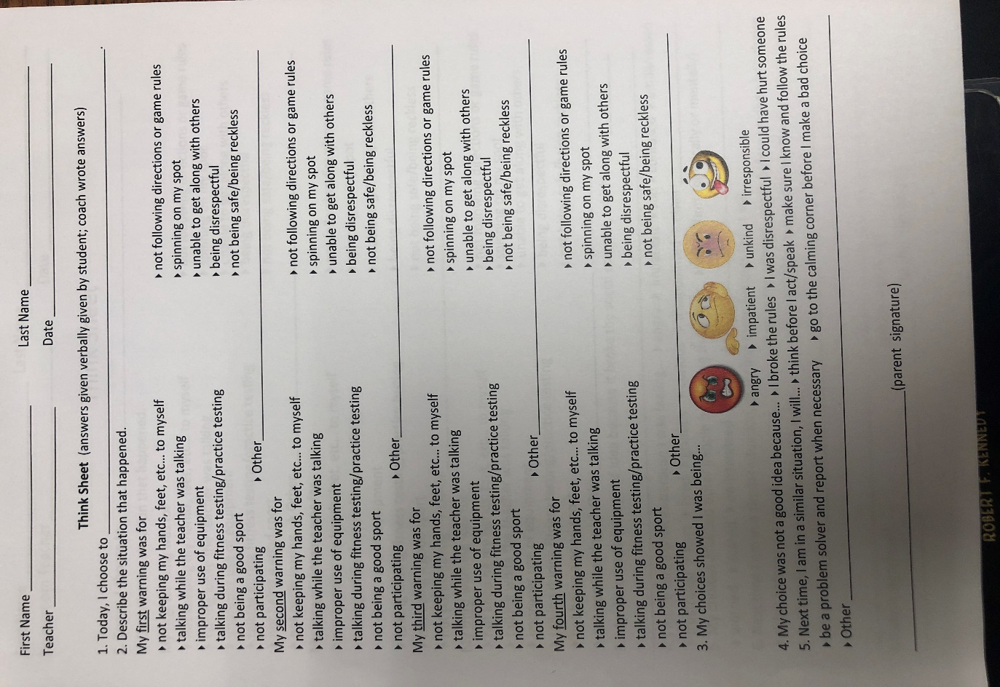 First Name____________ Last Name____________
Teacher____________ Date____________
Think Sheet (answers given verbally given by student; coach wrote answers)
1. Today, I choose to____________.
2. Describe the situation that happened.
My first warning was for
▸ not keeping my hands, feet, etc... to myself ▸ not following directions or game rules
▸ talking while the teacher was talking ▸ spinning on my spot
▸ improper use of equipment ▸ unable to get along with others
▸ talking during fitness testing/practice testing ▸ being disrespectful
▸ not being a good sport ▸ not being safe/being reckless
▸ not participating ▸ Other____________
My second warning was for
▸ not keeping my hands, feet, etc... to myself ▸ not following directions or game rules
▸ talking while the teacher was talking ▸ spinning on my spot
▸ improper use of equipment ▸ unable to get along with others
▸ talking during fitness testing/practice testing ▸ being disrespectful
▸ not being a good sport ▸ not being safe/being reckless
▸ not participating ▸ Other____________
My third warning was for
▸ not keeping my hands, feet, etc... to myself ▸ not following directions or game rules
▸ talking while the teacher was talking ▸ spinning on my spot
▸ improper use of equipment ▸ unable to get along with others
▸ talking during fitness testing/practice testing ▸ being disrespectful
▸ not being a good sport ▸ not being safe/being reckless
▸ not participating ▸ Other____________
My fourth warning was for
▸ not keeping my hands, feet, etc... to myself ▸ not following directions or game rules
▸ talking while the teacher was talking ▸ spinning on my spot
▸ improper use of equipment ▸ unable to get along with others
▸ talking during fitness testing/practice testing ▸ being disrespectful
▸ not being a good sport ▸ not being safe/being reckless
▸ not participating ▸ Other____________
3. My choices showed I was being...
▸ angry ▸ impatient ▸ unkind ▸ irresponsible
4. My choice was not a good idea because... ▸ I broke the rules ▸ I was disrespectful ▸ I could have hurt someone
5. Next time, I am in a similar situation, I will... ▸ think before I act/speak ▸ make sure I know and follow the rules
▸ be a problem solver and report when necessary ▸ go to the calming corner before I make a bad choice
▸ Other____________
____________(parent signature)
ROBERT F. KENNEDY